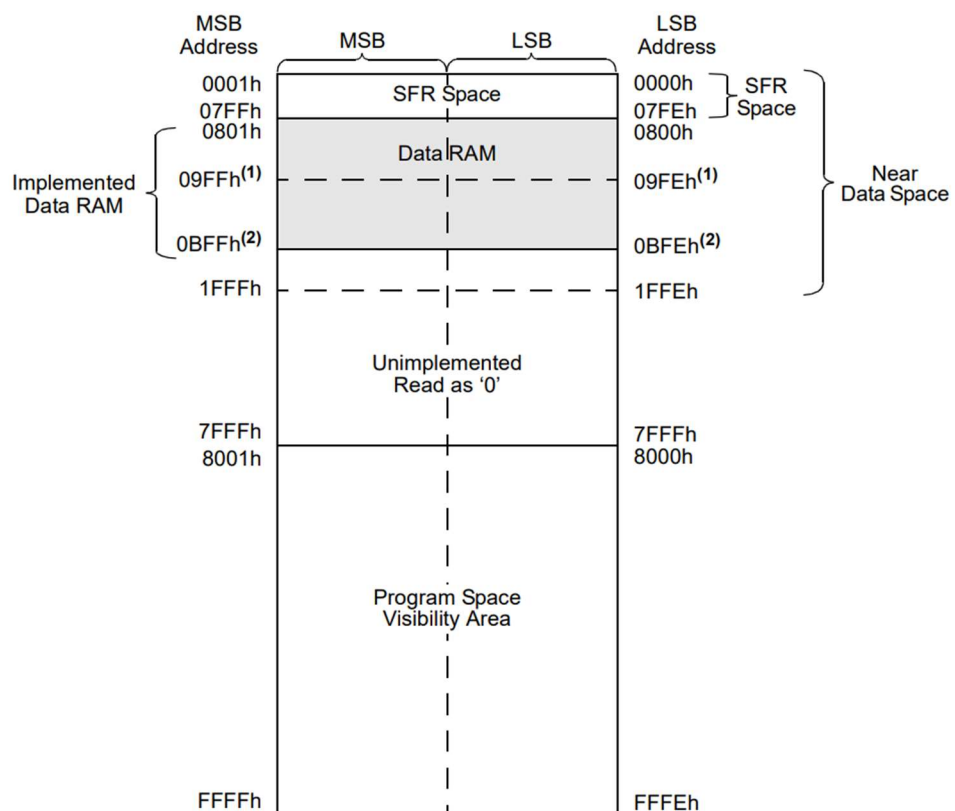 MSB
Address
MSB
LSB
LSB
Address
0001h
SFR Space
0000h
SFR
Space
07FFh
07FEh
0801h
0800h
Implemented
Data RAM
Data RAM
09FFh(1)
09FEh(1)
Near
Data Space
0BFFh(2)
0BFEh(2)
1FFFh
1FFEh
Unimplemented
Read as ‘0’
7FFFh
7FFFh
8001h
8000h
Program Space
Visibility Area
FFFFh
FFFEh